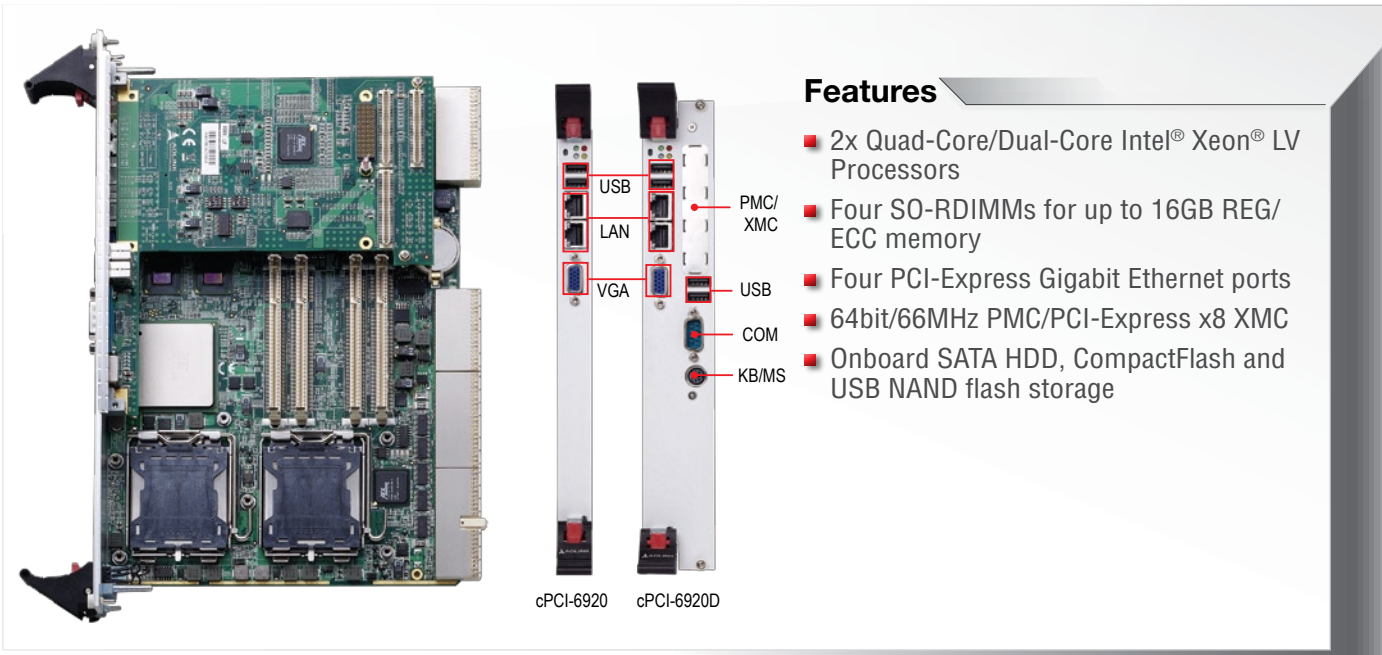 Features
2x Quad-Core/Dual-Core Intel® Xeon® LV
Processors
Four SO-RDIMMs for up to 16GB REG/
ECC memory
Four PCI-Express Gigabit Ethernet ports
64bit/66MHz PMC/PCI-Express x8 XMC
Onboard SATA HDD, CompactFlash and
USB NAND flash storage
USB
LAN
VGA
PMC/
XMC
USB
COM
KB/MS
ADLINK
ADLINK
cPCI-6920
cPCI-6920D